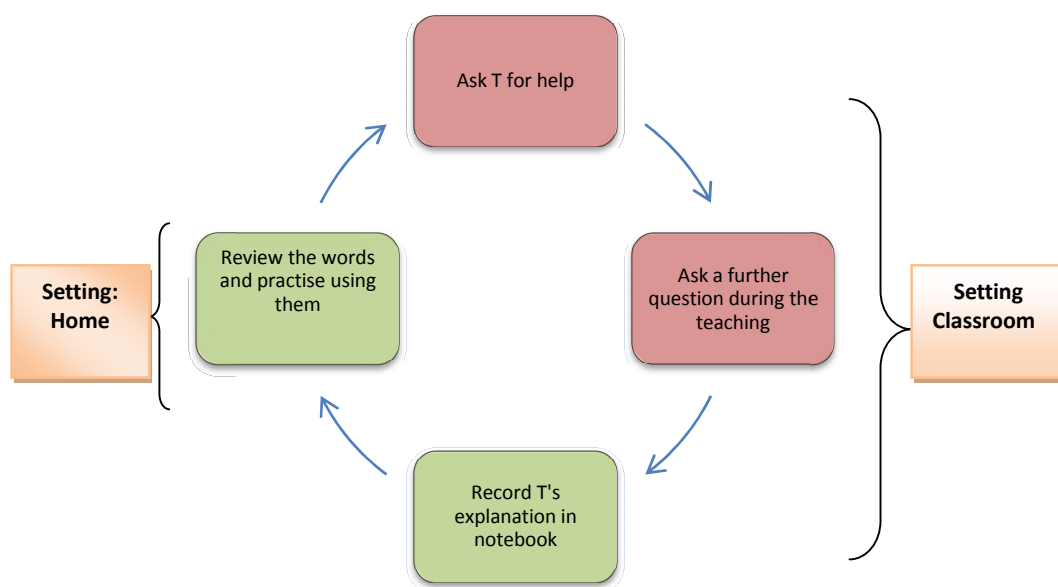 Ask T for help
Review the words
and practise using
them
Ask a further
question during the
teaching
Setting:
Home
Setting
Classroom
Record T's
explanation in
notebook